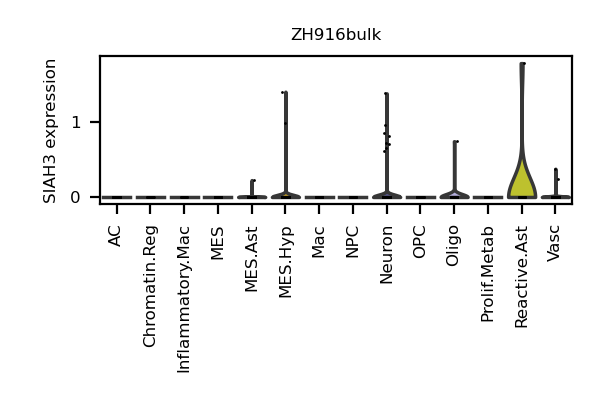 ZH916bulk
SIAH3 expression
1
0
AC
Chromatin.Reg
Inflammatory.Mac
MES
MES.Ast
MES.Hyp
Mac
NPC
Neuron
OPC
Oligo
Prolif.Metab
Reactive.Ast
Vasc